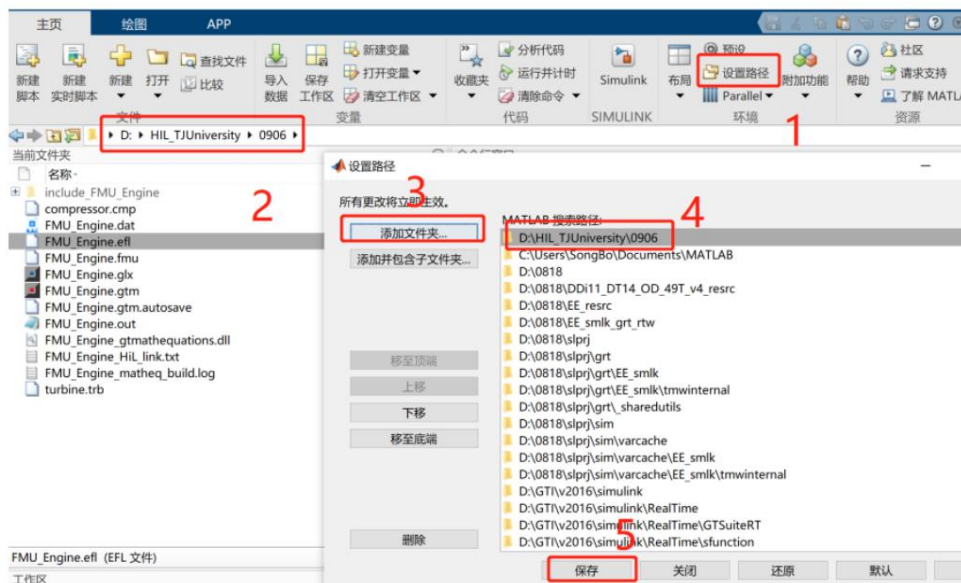 主页 绘图 APP
新建脚本 新建实时脚本 新建 打开 查找文件 比较 导入数据 保存工作区 新建变量 打开变量 清空工作区 收藏夹 分析代码 运行并计时 清除命令 Simulink 布局 预设 设置路径 Parallel 附加功能 帮助 社区 请求支持 了解 MATL
文件 变量 代码 SIMULINK 环境 资源
1
D: HIL_TJUniversity 0906
当前文件夹
名称
2
include_FMU_Engine
compressor.cmp
FMU_Engine.dat
FMU_Engine.efl
FMU_Engine.fmu
FMU_Engine.glx
FMU_Engine.gtm
FMU_Engine.gtm.autosave
FMU_Engine.out
FMU_Engine_gtmathequations.dll
FMU_Engine_HiL_link.txt
FMU_Engine_matheq_build.log
turbine.trb
FMU_Engine.efl (EFL 文件)
工作区
设置路径
所有更改将立即生效。
3
添加文件夹...
添加并包含子文件夹...
移至顶端
上移
下移
移至底端
删除
MATLAB 搜索路径:
4
D:\HIL_TJUniversity\0906
C:\Users\SongBo\Documents\MATLAB
D:\0818
D:\0818\DDi11_DT14_OD_49T_v4_resrc
D:\0818\EE_resrc
D:\0818\EE_smlk_grt_rtw
D:\0818\slprj
D:\0818\slprj\grt
D:\0818\slprj\grt\EE_smlk
D:\0818\slprj\grt\EE_smlk\tmwinternal
D:\0818\slprj\grt\_sharedutils
D:\0818\slprj\sim
D:\0818\slprj\sim\varcache
D:\0818\slprj\sim\varcache\EE_smlk
D:\0818\slprj\sim\varcache\EE_smlk\tmwinternal
D:\GTI\v2016\simulink
D:\GTI\v2016\simulink\RealTime
D:\GTI\v2016\simulink\RealTime\GTSuiteRT
D:\GTI\v2016\simulink\RealTime\sfunction
5
保存 关闭 还原 默认